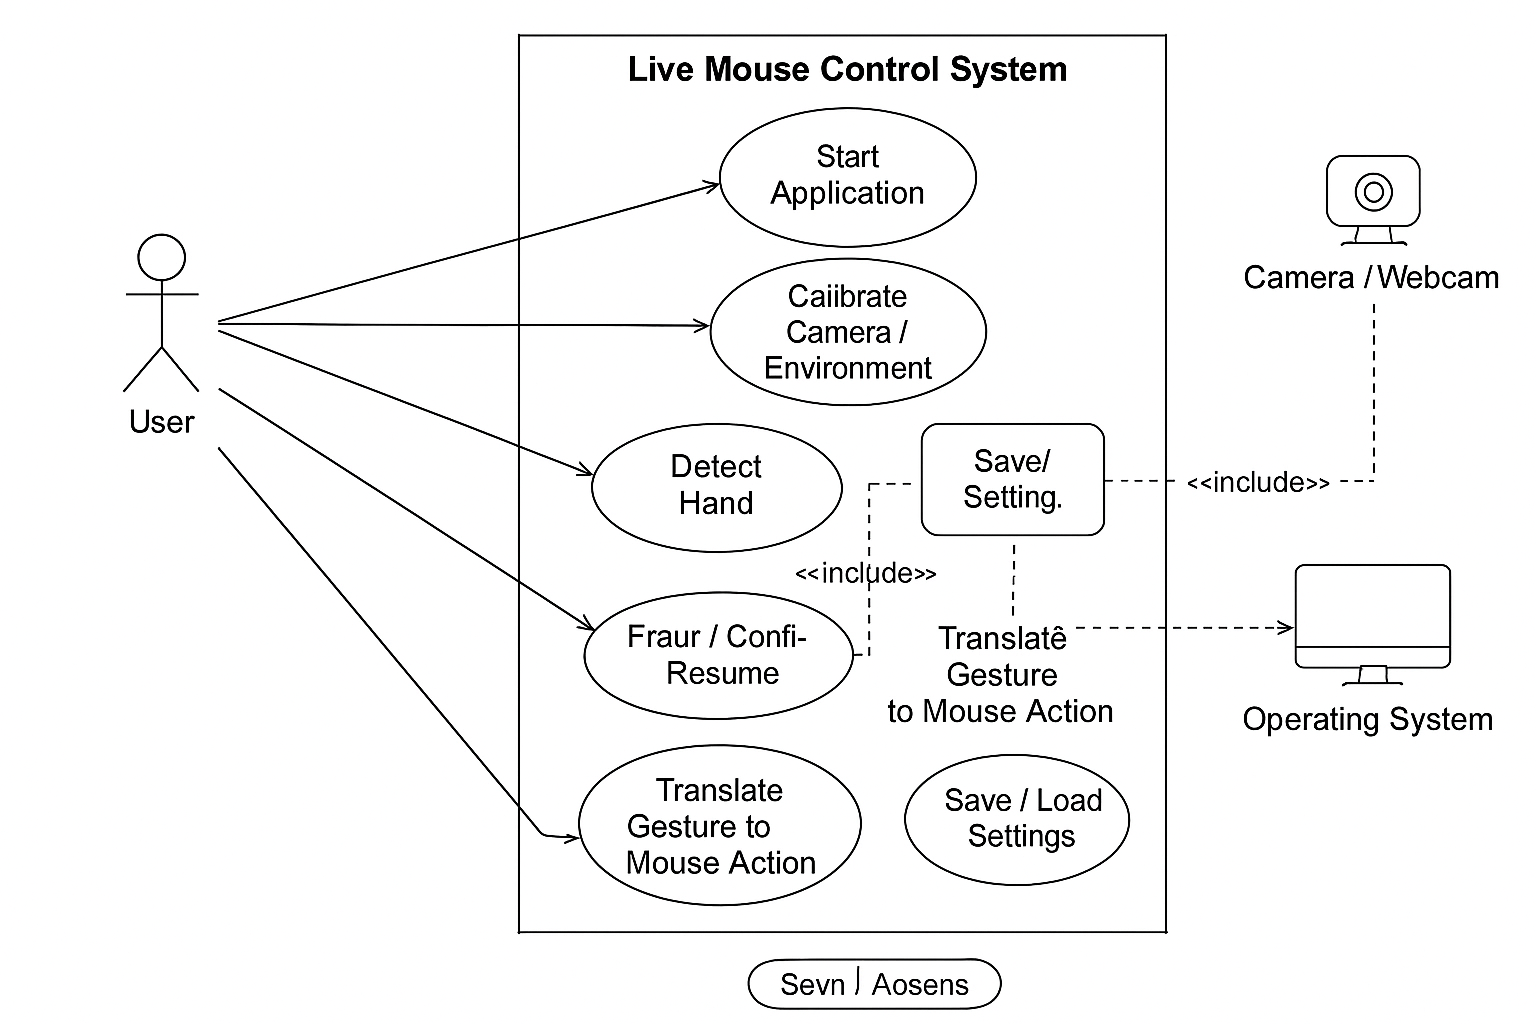 Live Mouse Control System
Start
Application
Caiibrate
Camera /
Environment
Camera / Webcam
User
Detect
Hand
Save/
Setting.
<<include>>
<<include>>
Fraur / Confi-
Resume
Translatê
Gesture
to Mouse Action
Operating System
Translate
Gesture to
Mouse Action
Save / Load
Settings
Sevn / Aosens